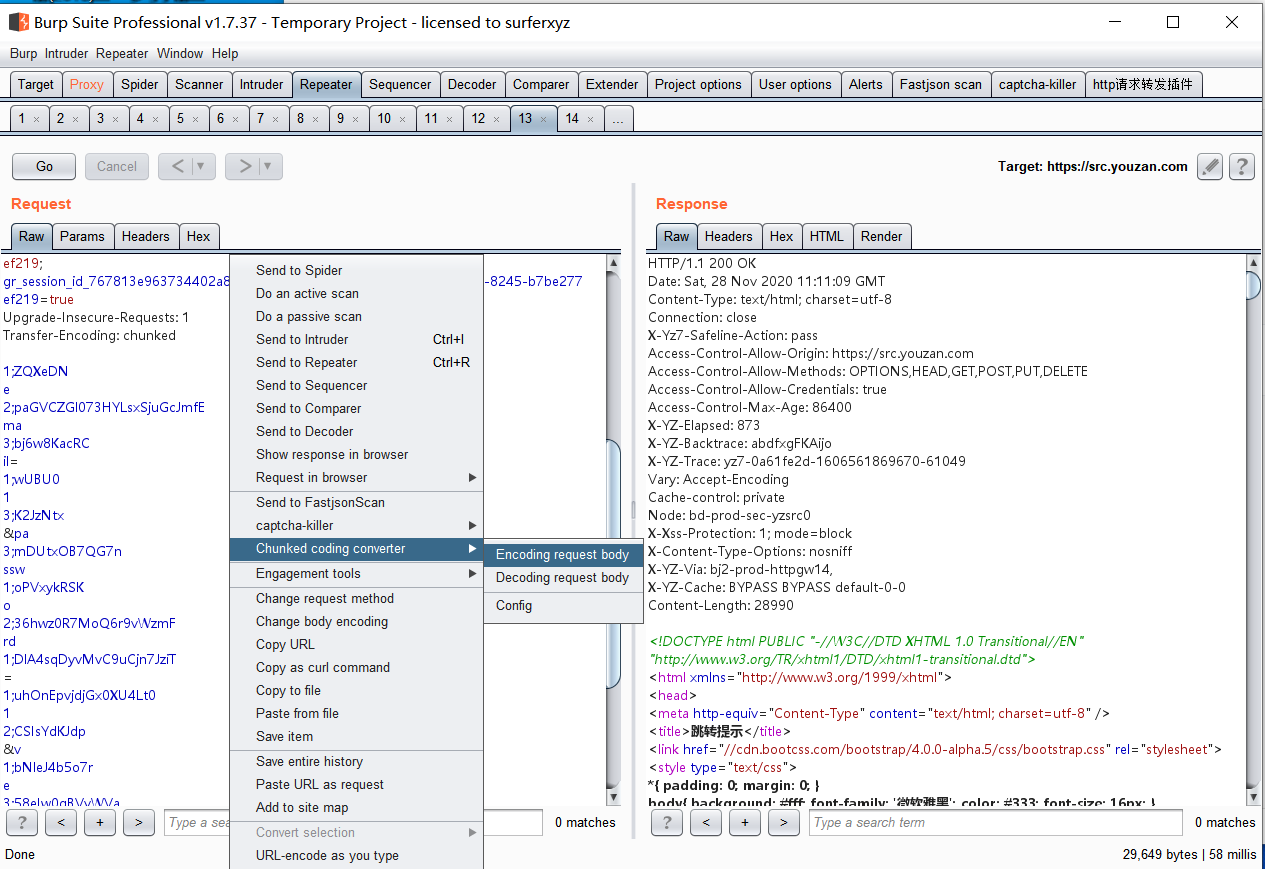 Burp Suite Professional v1.7.37 - Temporary Project - licensed to surferxyz
Burp Intruder Repeater Window Help
Target Proxy Spider Scanner Intruder Repeater Sequencer Decoder Comparer Extender Project options User options Alerts Fastjson scan captcha-killer http请求转发插件
1 × 2 × 3 × 4 × 5 × 6 × 7 × 8 × 9 × 10 × 11 × 12 × 13 × 14 × ...
Go Cancel < > Target: https://src.youzan.com ?
Request
Raw Params Headers Hex
ef219;
gr_session_id_767813e963734402a8
-8245-b7be277
ef219=true
Upgrade-Insecure-Requests: 1
Transfer-Encoding: chunked
1;ZQXeDN
e
2;paGVCZGl073HYLsxSjuGcJmfE
ma
3;bj6w8KacRC
il=
1;wUBU0
1
3;K2JzNtx
&pa
3;mDUtxOB7QG7n
ssw
1;oPVxykRSK
o
2;36hwz0R7MoQ6r9vWzmF
rd
1;DlA4sqDyvMvC9uCjn7JziT
=
1;uhOnEpvjdjGx0XU4Lt0
1
2;CSIsYdKJdp
&v
1;bNIeJ4b5o7r
e
Send to Spider
Do an active scan
Do a passive scan
Send to Intruder Ctrl+I
Send to Repeater Ctrl+R
Send to Sequencer
Send to Comparer
Send to Decoder
Show response in browser
Request in browser
Send to FastjsonScan
captcha-killer
Chunked coding converter
Engagement tools
Change request method
Change body encoding
Copy URL
Copy as curl command
Copy to file
Paste from file
Save item
Save entire history
Paste URL as request
Add to site map
Convert selection
URL-encode as you type
Encoding request body
Decoding request body
Config
? < + > Type a sea 0 matches
Done
Response
Raw Headers Hex HTML Render
HTTP/1.1 200 OK
Date: Sat, 28 Nov 2020 11:11:09 GMT
Content-Type: text/html; charset=utf-8
Connection: close
X-Yz7-Safeline-Action: pass
Access-Control-Allow-Origin: https://src.youzan.com
Access-Control-Allow-Methods: OPTIONS,HEAD,GET,POST,PUT,DELETE
Access-Control-Allow-Credentials: true
Access-Control-Max-Age: 86400
X-YZ-Elapsed: 873
X-YZ-Backtrace: abdfxgFKAijo
X-YZ-Trace: yz7-0a61fe2d-1606561869670-61049
Vary: Accept-Encoding
Cache-control: private
Node: bd-prod-sec-yzsrc0
X-Xss-Protection: 1; mode=block
X-Content-Type-Options: nosniff
X-YZ-Via: bj2-prod-httpgw14,
X-YZ-Cache: BYPASS BYPASS default-0-0
Content-Length: 28990
<!DOCTYPE html PUBLIC "-//W3C//DTD XHTML 1.0 Transitional//EN"
"http://www.w3.org/TR/xhtml1/DTD/xhtml1-transitional.dtd">
<html xmlns="http://www.w3.org/1999/xhtml">
<head>
<meta http-equiv="Content-Type" content="text/html; charset=utf-8" />
<title>跳转提示</title>
<link href="//cdn.bootcss.com/bootstrap/4.0.0-alpha.5/css/bootstrap.css" rel="stylesheet">
<style type="text/css">
*{ padding: 0; margin: 0; }
body{ background: #fff; font-family: '微软雅黑'; color: #333; font-size: 16px; }
? < + > Type a search term 0 matches
29,649 bytes | 58 millis